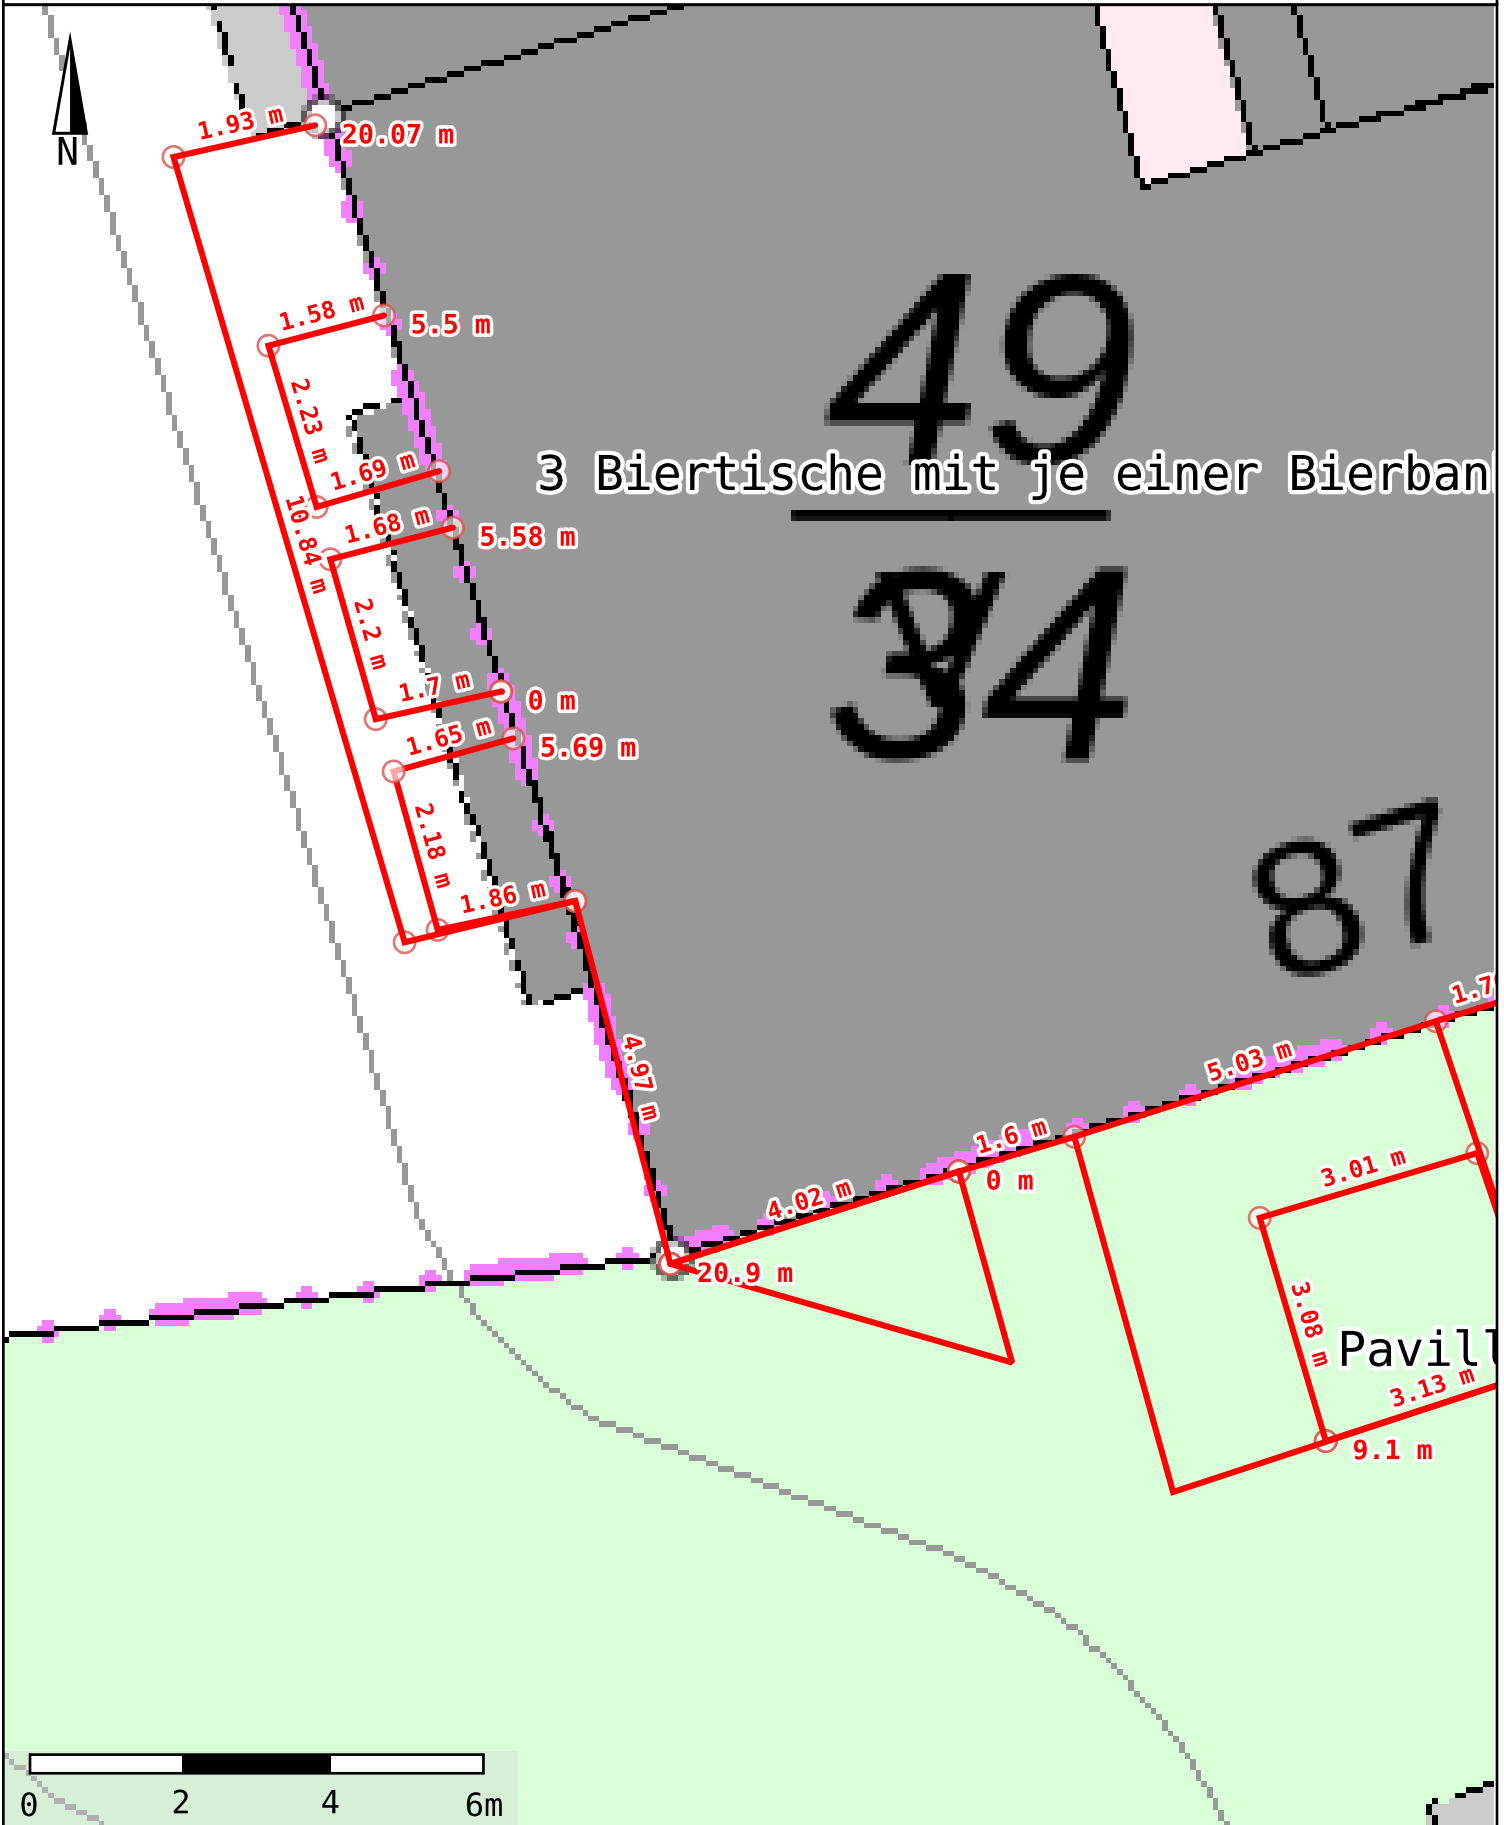 N
1.93 m
20.07 m
1.58 m
5.5 m
2.23 m
49
3 Biertische mit je einer Bierban
1.69 m
10.84 m
1.68 m
5.58 m
34
2.2 m
1.7 m
0 m
1.65 m
5.69 m
2.18 m
87
1.86 m
4.97 m
1.7
5.03 m
1.6 m
0 m
4.02 m
3.01 m
20.9 m
3.08 m
Pavill
3.13 m
9.1 m
0 2 4 6m